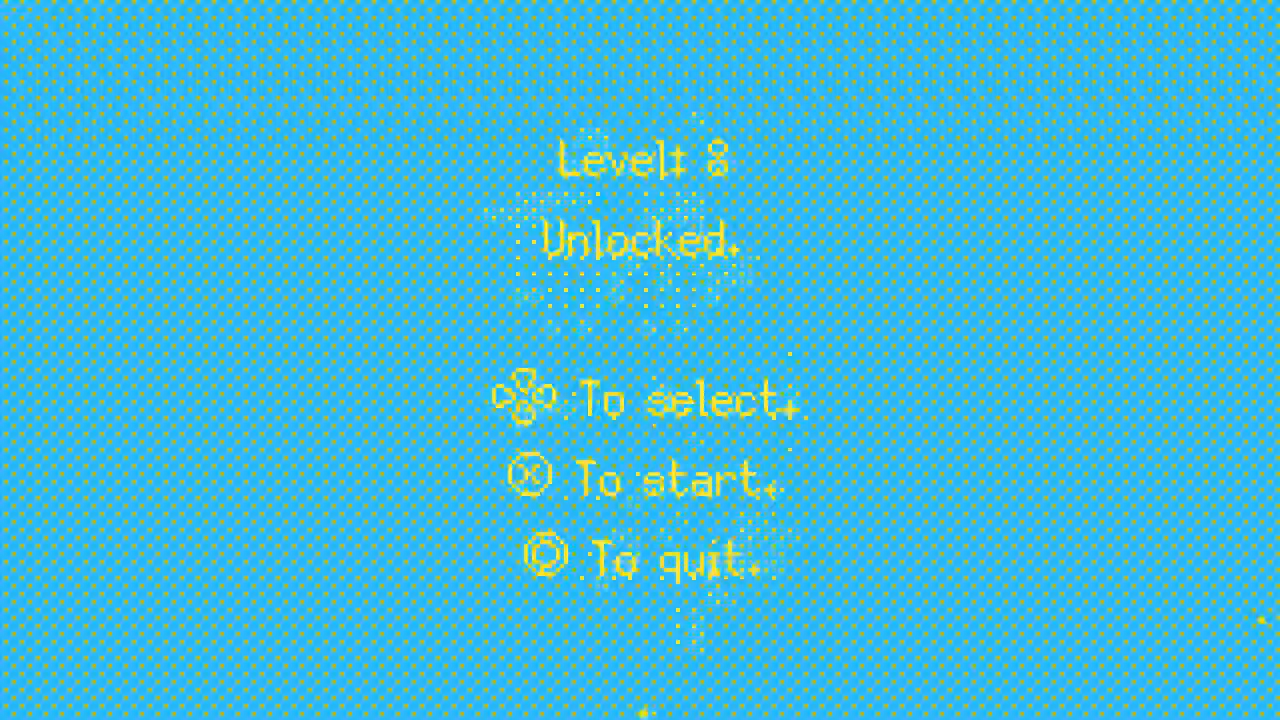 Level: 8
Unlocked.
To select.
To start.
To quit.